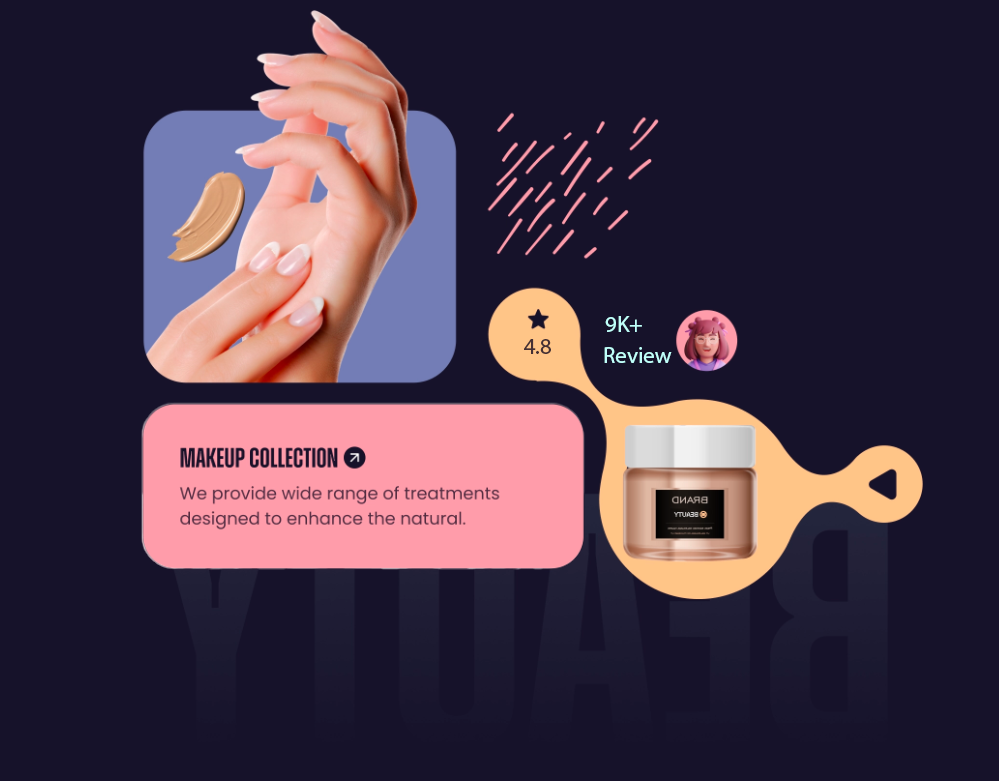 4.8
9K+
Review
MAKEUP COLLECTION
We provide wide range of treatments
designed to enhance the natural.
BRAND
BEAUTY
BEAUTY